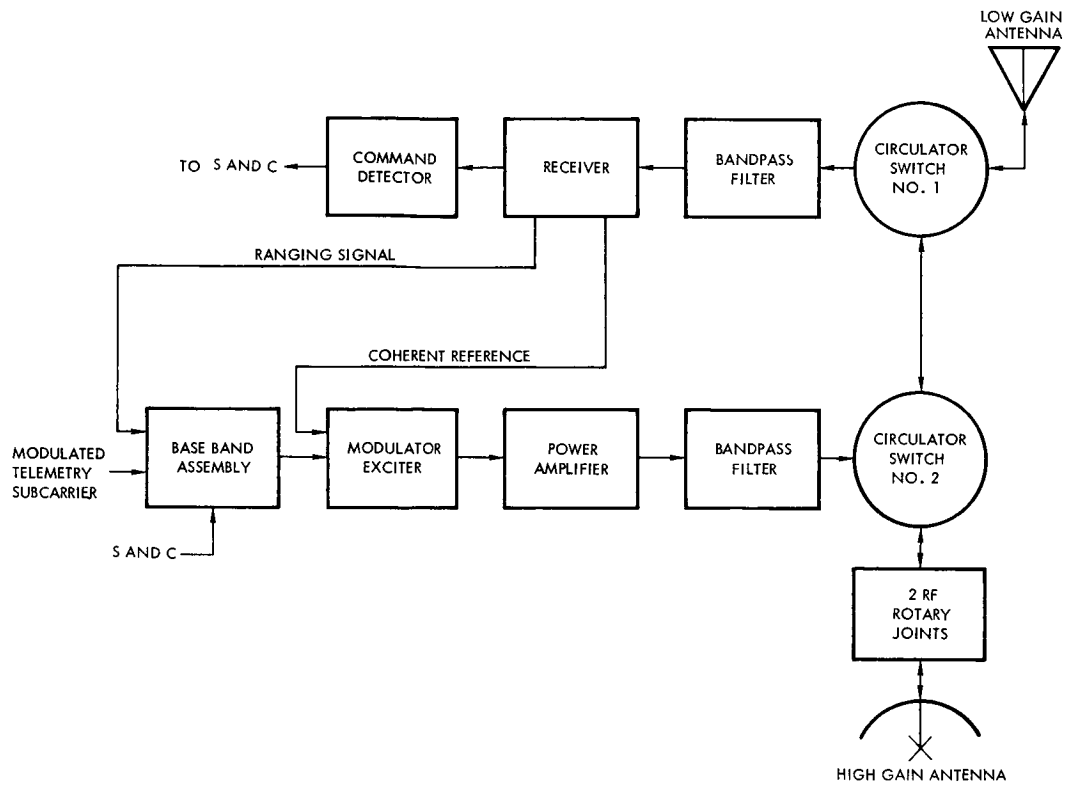 LOW GAIN
ANTENNA
TO S AND C
COMMAND
DETECTOR
RECEIVER
BANDPASS
FILTER
CIRCULATOR
SWITCH
NO. 1
RANGING SIGNAL
COHERENT REFERENCE
MODULATED
TELEMETRY
SUBCARRIER
BASE BAND
ASSEMBLY
MODULATOR
EXCITER
POWER
AMPLIFIER
BANDPASS
FILTER
CIRCULATOR
SWITCH
NO. 2
S AND C
2 RF
ROTARY
JOINTS
HIGH GAIN ANTENNA